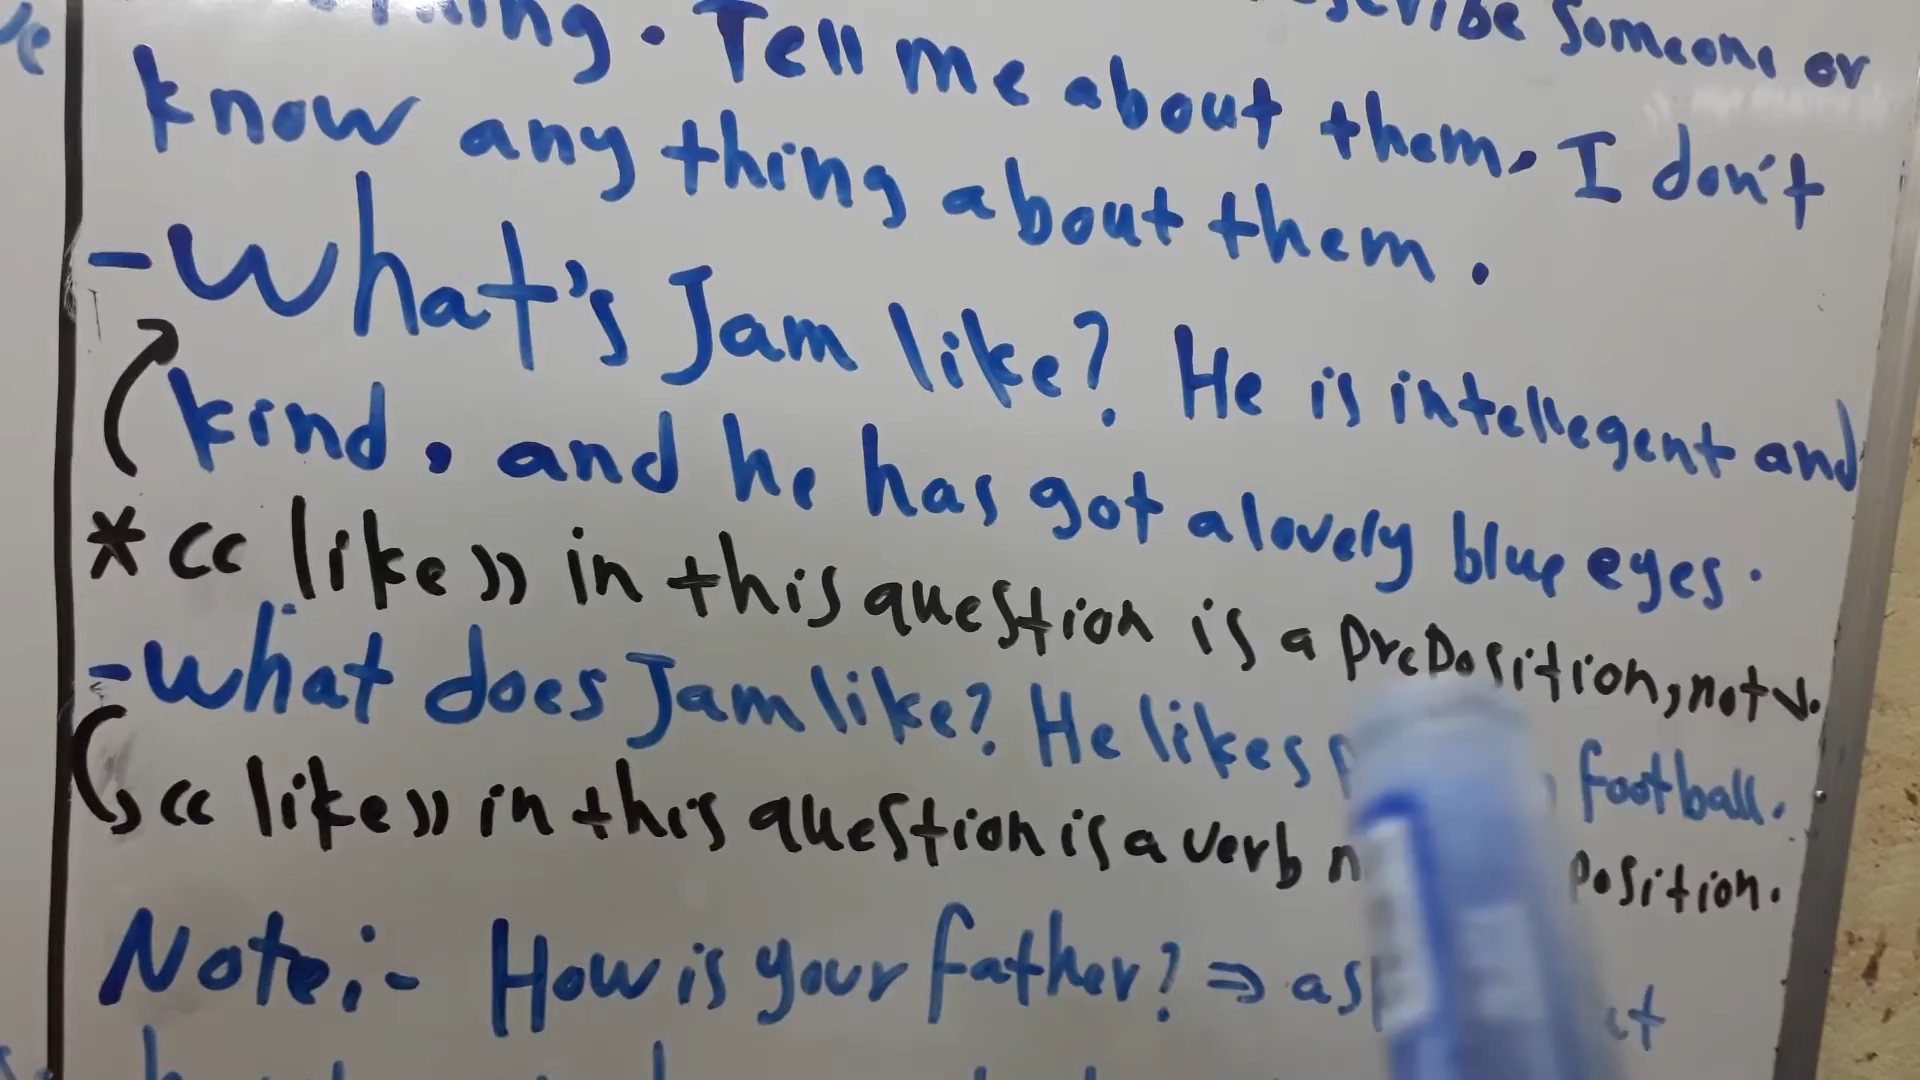 thing. Tell me about them. I don't
describe someone or
know any thing about them.
- What's Jam like? He is intellegent and
kind. and he has got a lovely blue eyes.
* << like >> in this question is a preposition, not v.
- What does Jam like? He likes football.
<< like >> in this question is a verb position.
Note:- How is your father? ⇒